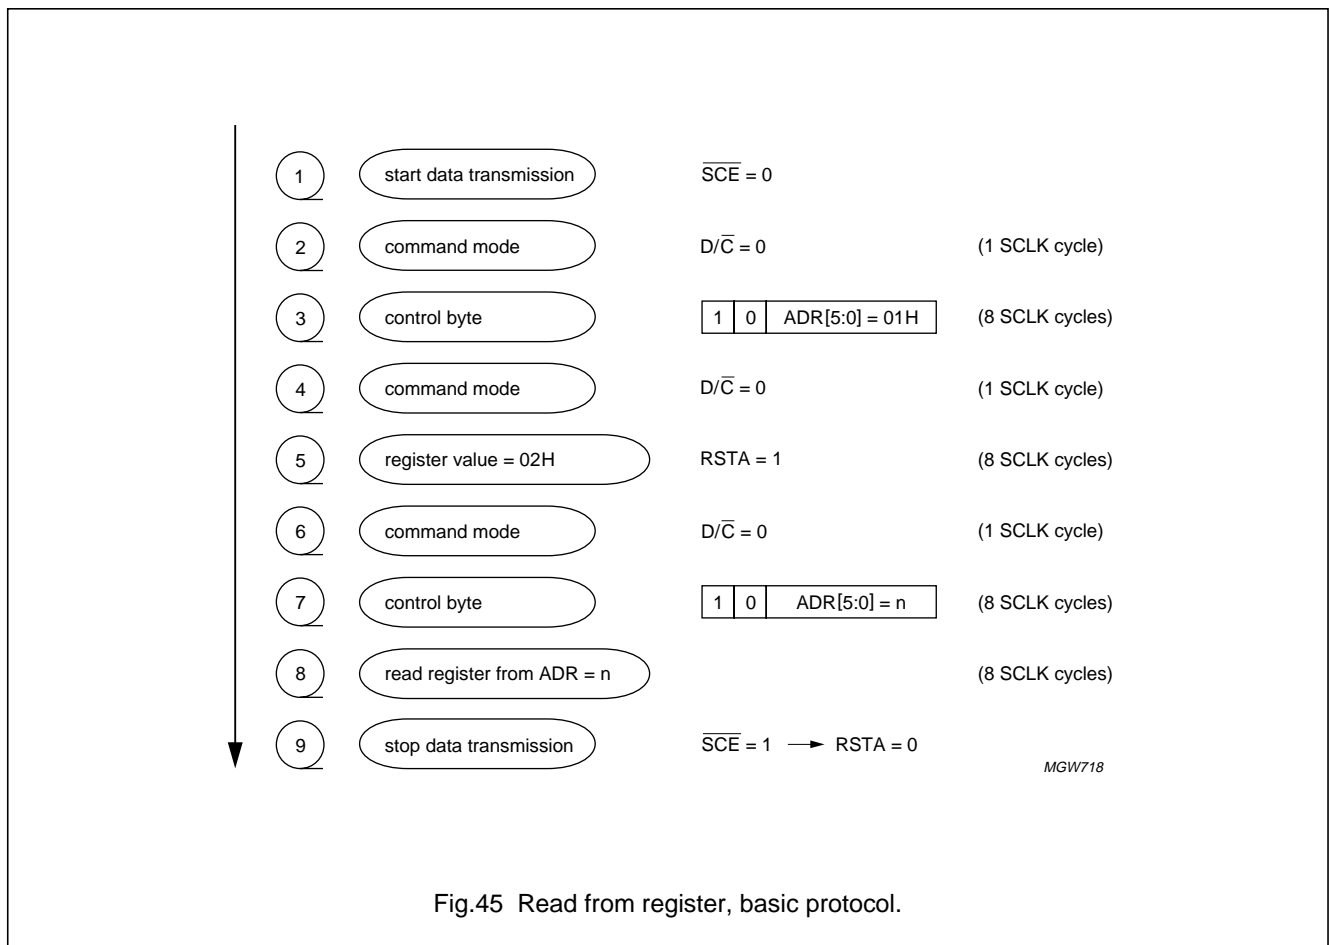 1 start data transmission S̅C̅E̅ = 0
2 command mode D/C̅ = 0 (1 SCLK cycle)
3 control byte 1 0 ADR[5:0] = 01H (8 SCLK cycles)
4 command mode D/C̅ = 0 (1 SCLK cycle)
5 register value = 02H RSTA = 1 (8 SCLK cycles)
6 command mode D/C̅ = 0 (1 SCLK cycle)
7 control byte 1 0 ADR[5:0] = n (8 SCLK cycles)
8 read register from ADR = n (8 SCLK cycles)
9 stop data transmission S̅C̅E̅ = 1 → RSTA = 0
MGW718
Fig.45 Read from register, basic protocol.